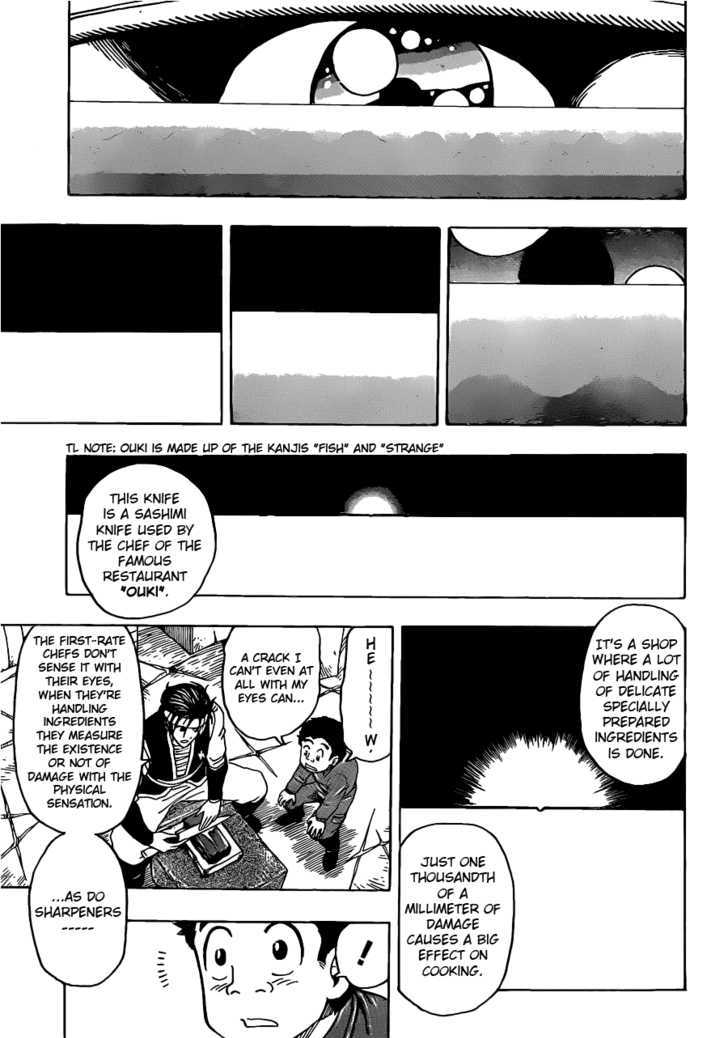 TL NOTE: OUKI IS MADE UP OF THE KANJIS "FISH" AND "STRANGE"
THIS KNIFE
IS A SASHIMI
KNIFE USED BY
THE CHEF OF THE
FAMOUS
RESTAURANT
"OUKI".
IT'S A SHOP
WHERE A LOT
OF HANDLING
OF DELICATE
SPECIALLY
PREPARED
INGREDIENTS
IS DONE.
JUST ONE
THOUSANDTH
OF A
MILLIMETER OF
DAMAGE
CAUSES A BIG
EFFECT ON
COOKING.
HE~~~~~~W.
A CRACK I
CAN'T EVEN AT
ALL WITH MY
EYES CAN...
THE FIRST-RATE
CHEFS DON'T
SENSE IT WITH
THEIR EYES,
WHEN THEY'RE
HANDLING
INGREDIENTS
THEY MEASURE
THE EXISTENCE
OR NOT OF
DAMAGE WITH THE
PHYSICAL
SENSATION.
...AS DO
SHARPENERS
-----
!